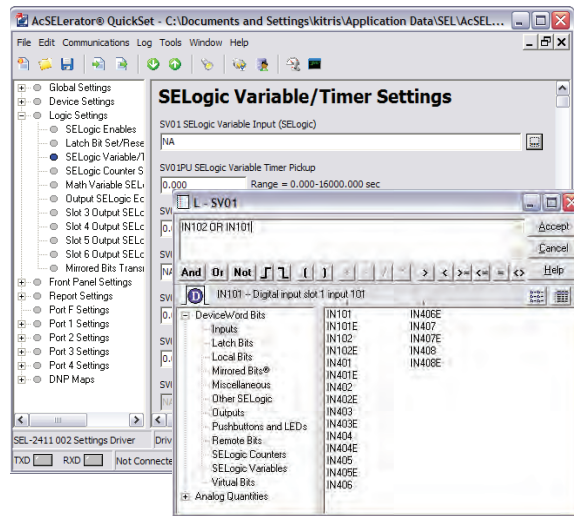 AcSELerator® QuickSet - C:\Documents and Settings\kitris\Application Data\SEL\AcSEL...
File Edit Communications Log Tools Window Help
Global Settings
Device Settings
Logic Settings
SELogic Enables
Latch Bit Set/Rese
SELogic Variable/T
SELogic Counter S
Math Variable SEL
Output SELogic Ec
Slot 3 Output SELc
Slot 4 Output SELc
Slot 5 Output SELc
Slot 6 Output SELc
Mirrored Bits Transi
Front Panel Settings
Report Settings
Port F Settings
Port 1 Settings
Port 2 Settings
Port 3 Settings
Port 4 Settings
DNP Maps
SELogic Variable/Timer Settings
SV01 SELogic Variable Input (SELogic)
NA
SV01PU SELogic Variable Timer Pickup
0.000 Range = 0.000-16000.000 sec
L - SV01
IN102 OR IN101
Accept
Cancel
Help
And Or Not ( ) < > >= <= = <>
D IN101 - Digital input slot 1 input 101
DeviceWord Bits
Inputs
Latch Bits
Local Bits
Mirrored Bits®
Miscellaneous
Other SELogic
Outputs
Pushbuttons and LEDs
Remote Bits
SELogic Counters
SELogic Variables
Virtual Bits
Analog Quantities
IN101
IN101E
IN102
IN102E
IN401
IN401E
IN402
IN402E
IN403
IN403E
IN404
IN404E
IN405
IN405E
IN406
IN406E
IN407
IN407E
IN408
IN408E
SEL-2411 002 Settings Driver Driv
TXD RXD Not Connecte